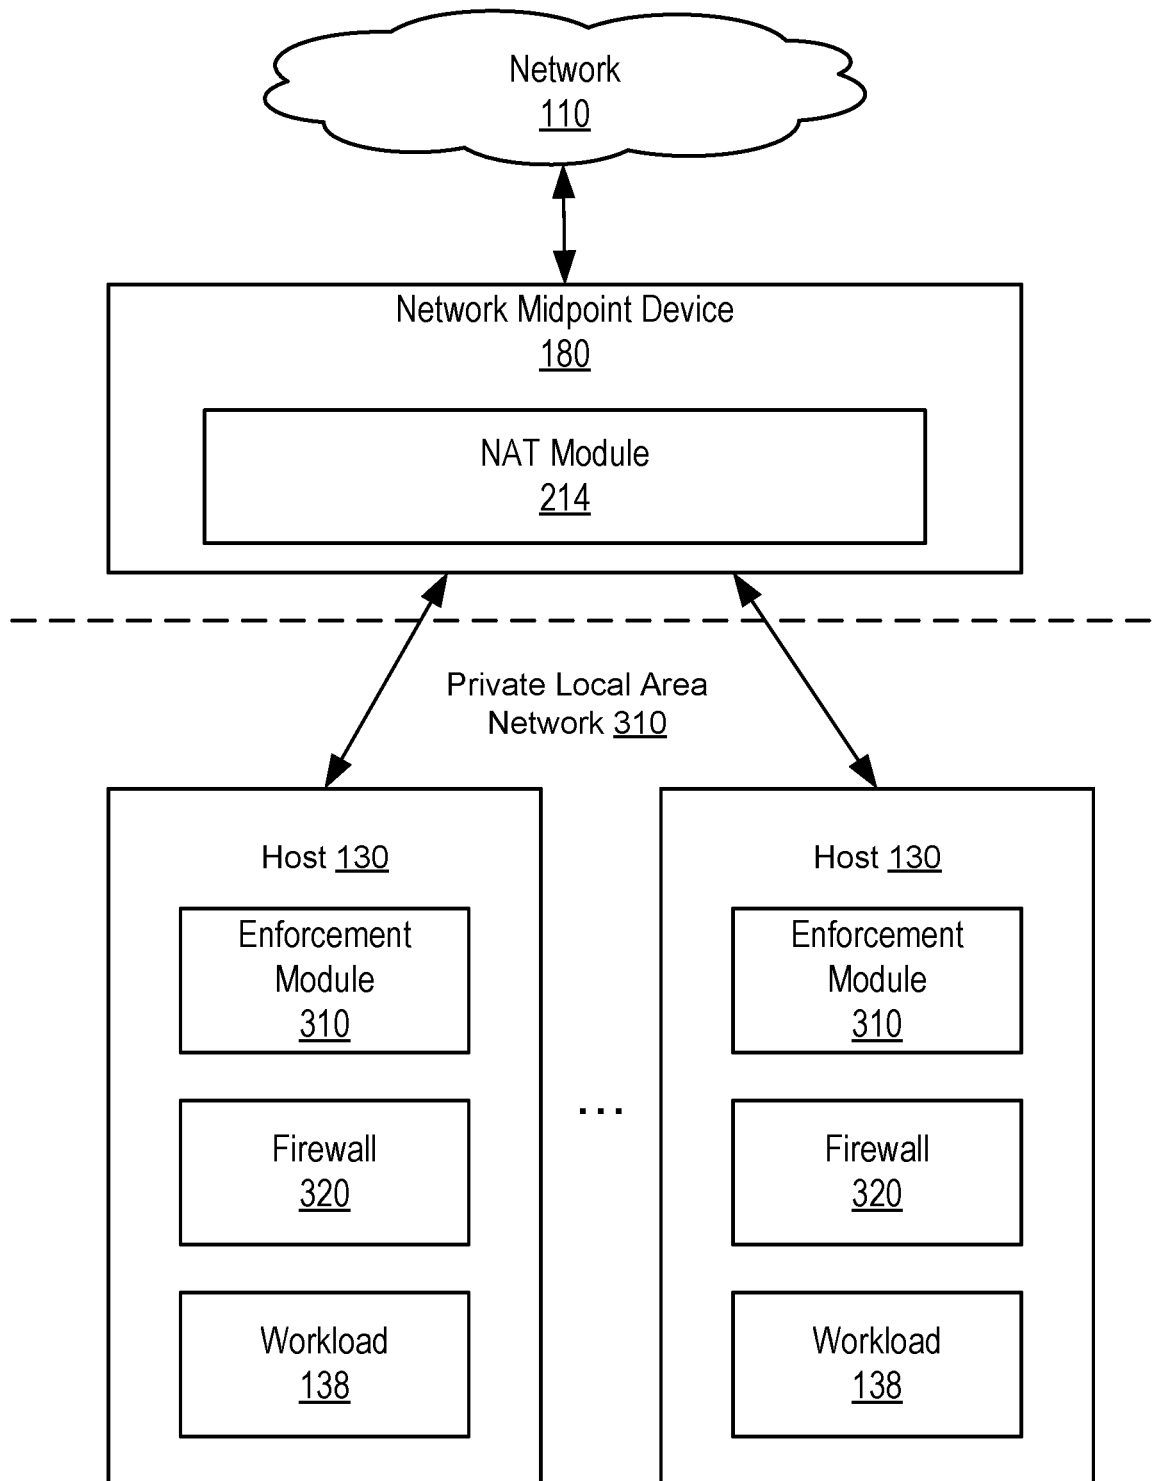 Network
110
Network Midpoint Device
180
NAT Module
214
Private Local Area
Network 310
Host 130
Enforcement
Module
310
Firewall
320
Workload
138
...
Host 130
Enforcement
Module
310
Firewall
320
Workload
138